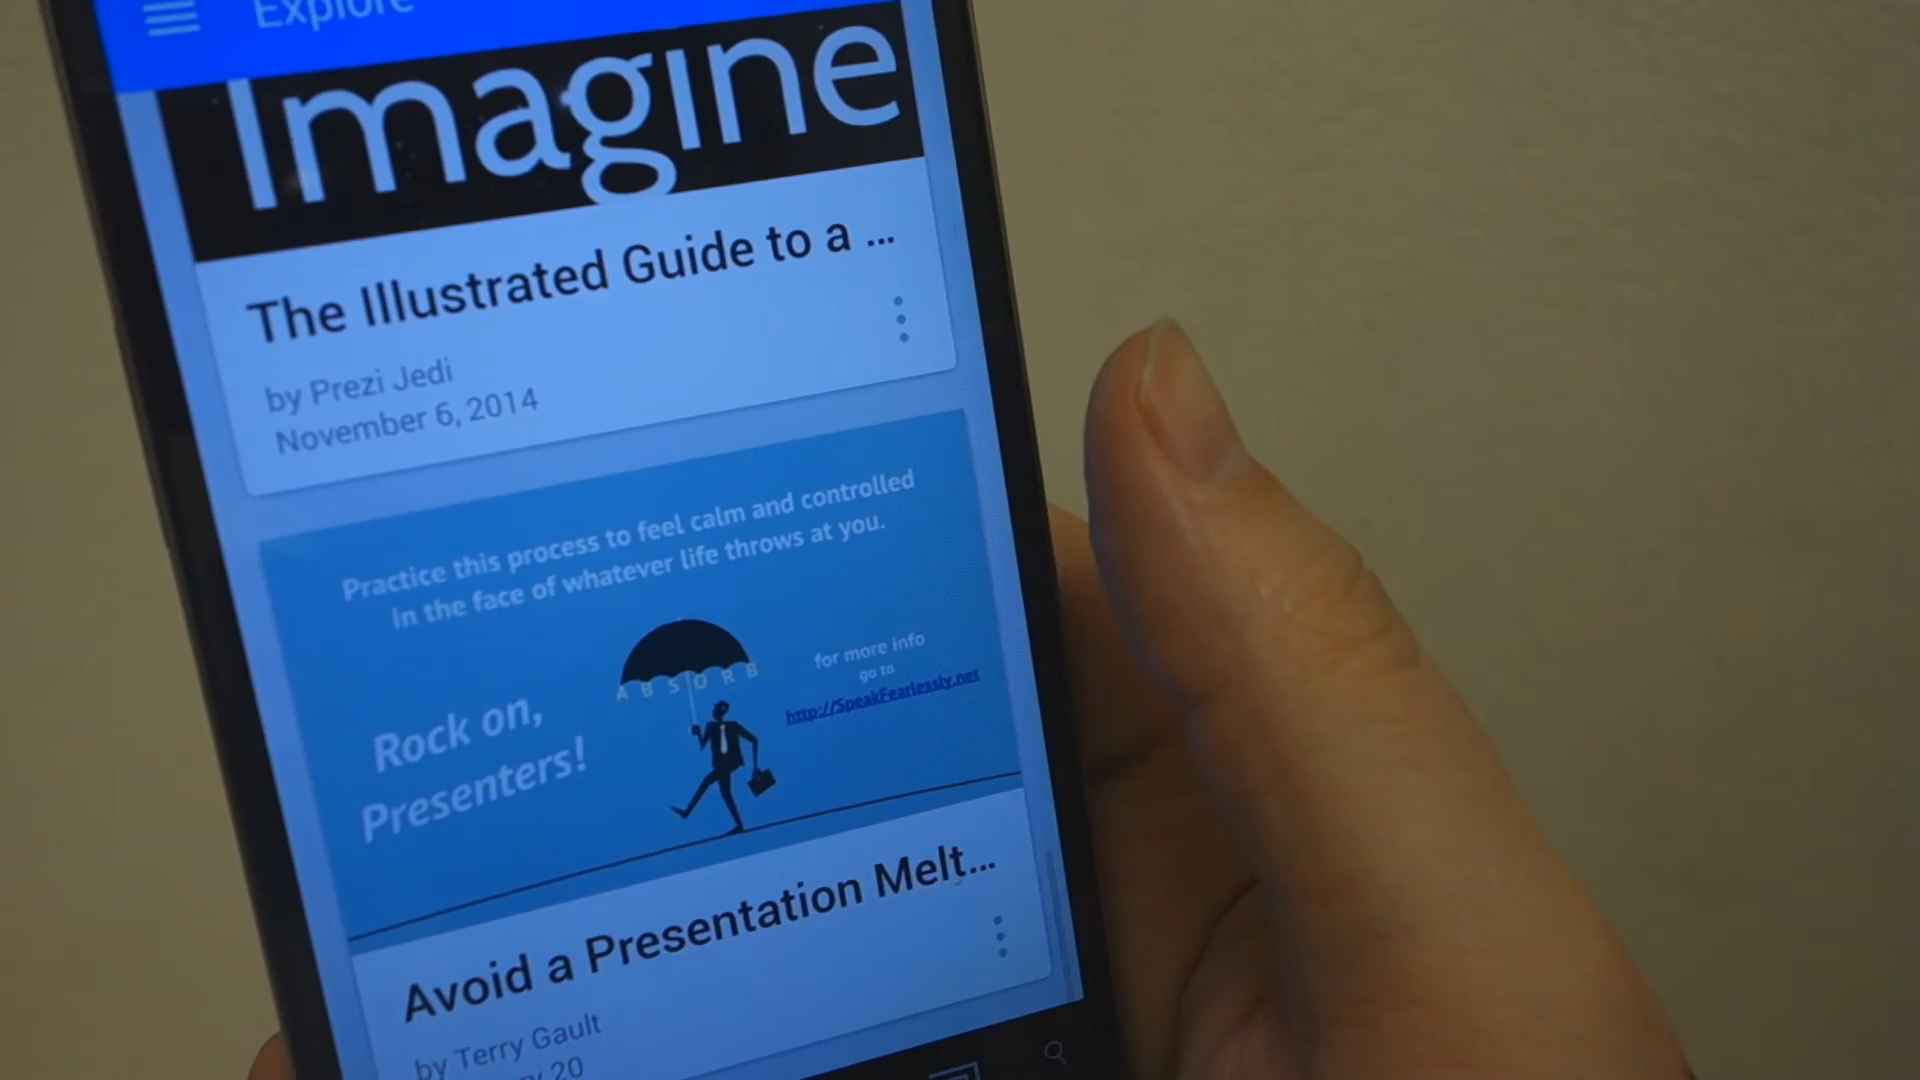 Explore
Imagine
The Illustrated Guide to a ...
by Prezi Jedi
November 6, 2014
Practice this process to feel calm and controlled
in the face of whatever life throws at you.
A B S O R B
Rock on,
Presenters!
for more info
go to
http://SpeakFearlessly.net
Avoid a Presentation Melt...
by Terry Gault
20